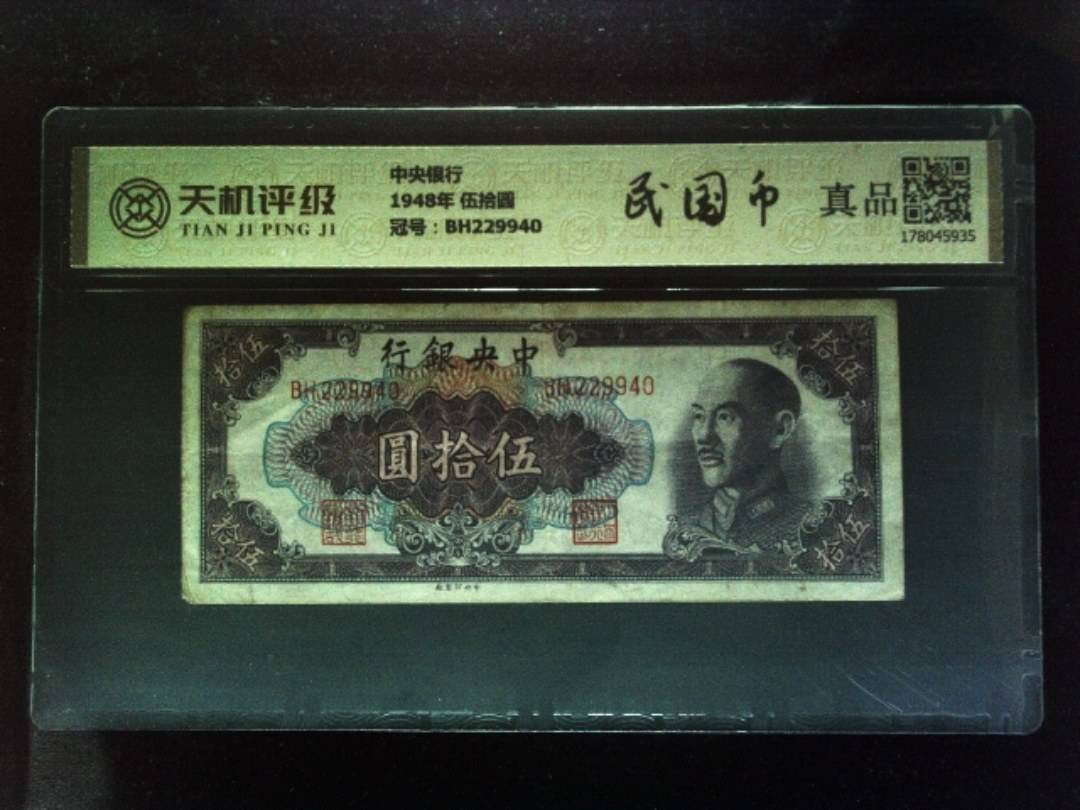 天机评级
TIAN JI PING JI
中央银行
1948年 伍拾圆
冠号：BH229940
民国币
真品
178045935
行銀央中
BH229940
BH229940
圓拾伍
拾伍
拾伍
拾伍
拾伍